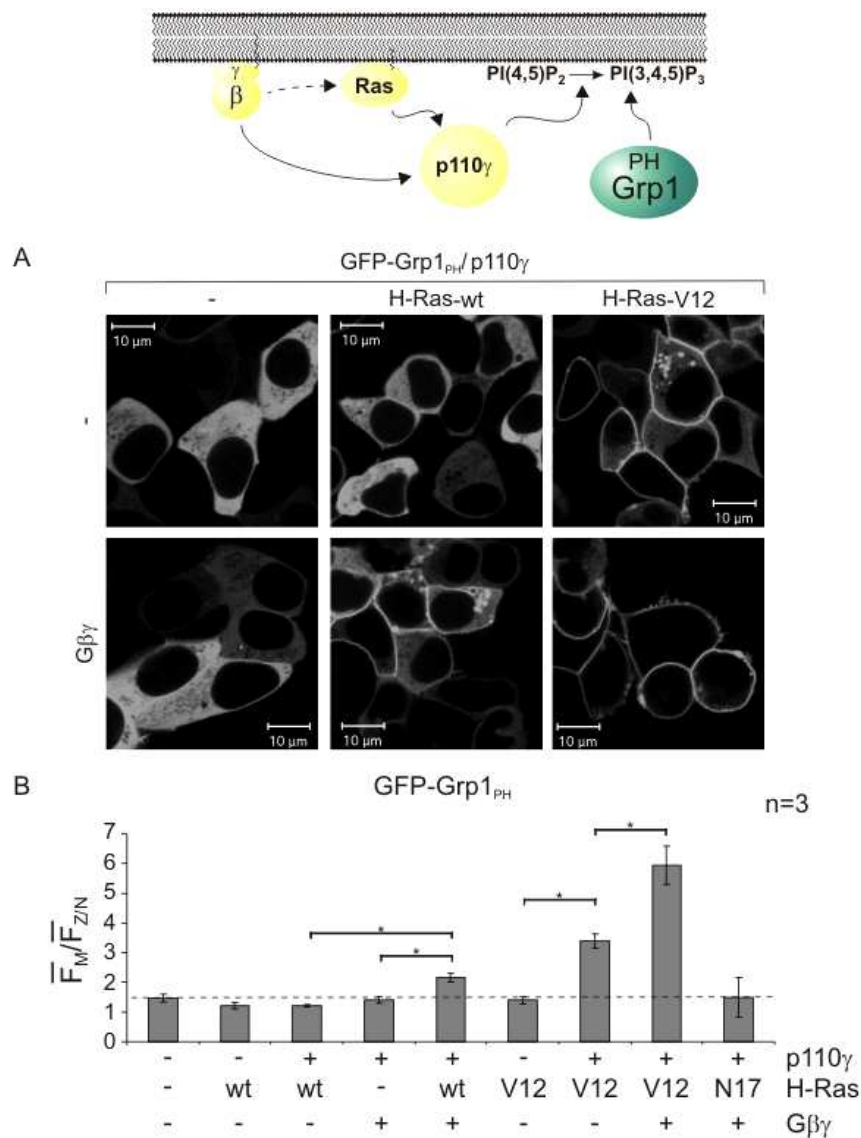 γ
β
Ras
PI(4,5)P₂ → PI(3,4,5)P₃
p110γ
PH
Grp1
A
GFP-Grp1PH/p110γ
- H-Ras-wt H-Ras-V12
-
10 µm 10 µm 10 µm
Gβγ
10 µm 10 µm 10 µm
B GFP-Grp1PH n=3
F̅M/F̅Z/N
7
6
5
4
3
2
1
0
* * * *
- - + + + - + + + p110γ
- wt wt - wt V12 V12 V12 N17 H-Ras
- - - + + - - + + Gβγ